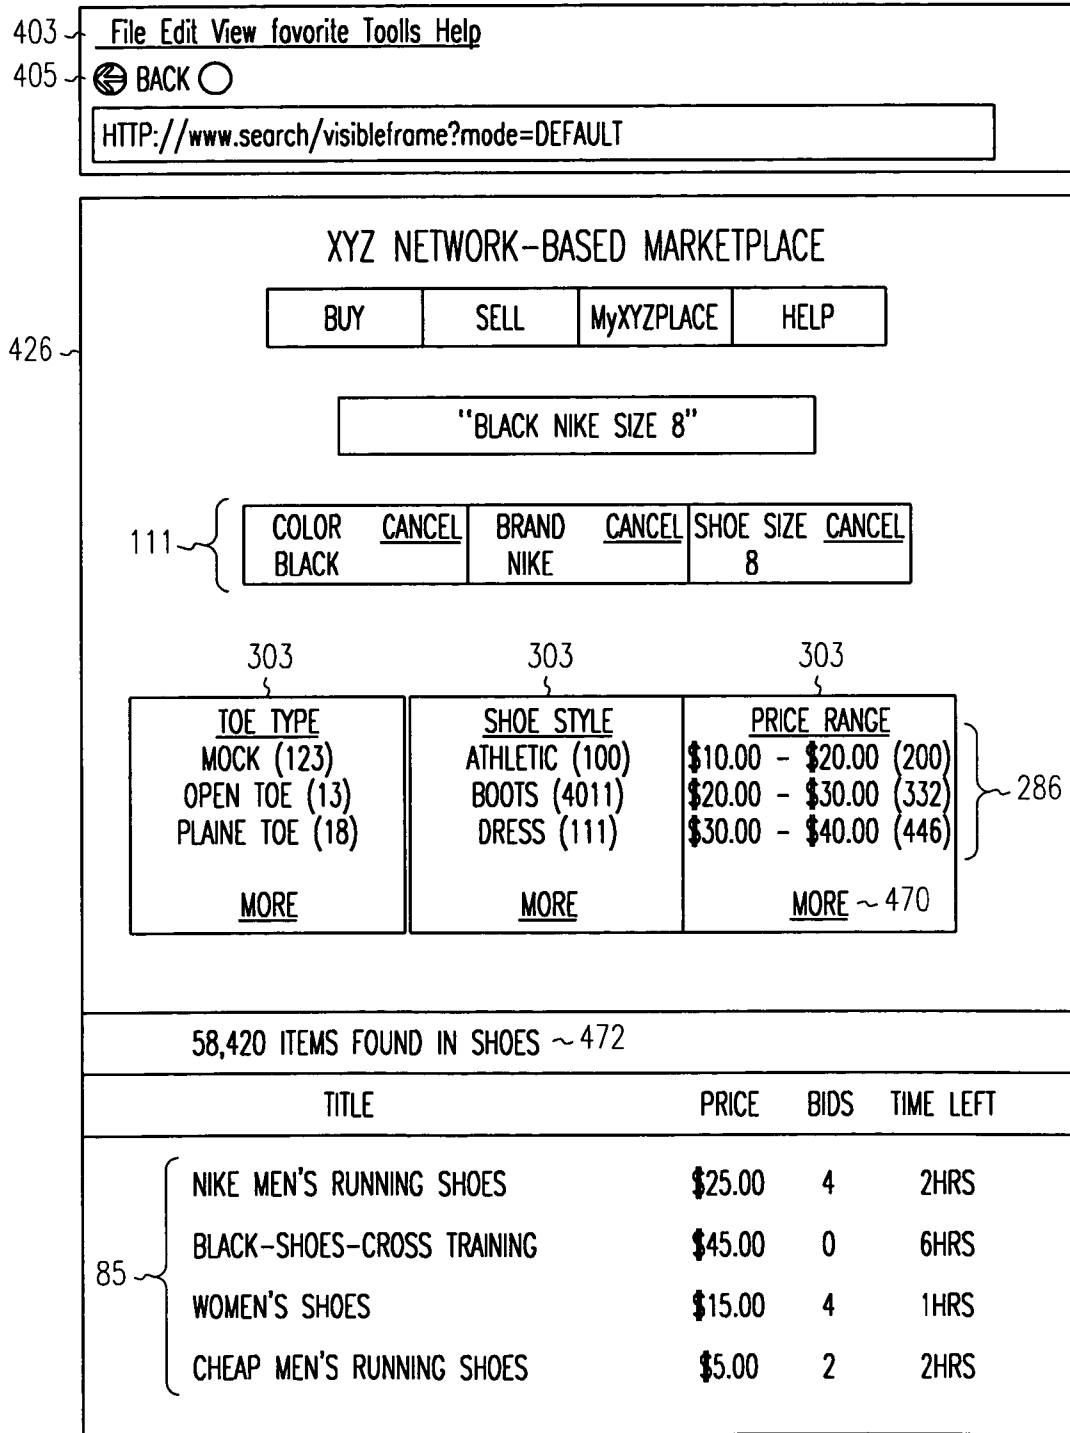 403 File Edit View fovorite Toolls Help
405 BACK
HTTP://www.search/visibleframe?mode=DEFAULT
XYZ NETWORK-BASED MARKETPLACE
BUY SELL MyXYZPLACE HELP
426
"BLACK NIKE SIZE 8"
111
COLOR CANCEL BRAND CANCEL SHOE SIZE CANCEL
BLACK NIKE 8
303 303 303
TOE TYPE SHOE STYLE PRICE RANGE
MOCK (123) ATHLETIC (100) $10.00 - $20.00 (200)
OPEN TOE (13) BOOTS (4011) $20.00 - $30.00 (332) 286
PLAINE TOE (18) DRESS (111) $30.00 - $40.00 (446)
MORE MORE MORE 470
58,420 ITEMS FOUND IN SHOES 472
TITLE PRICE BIDS TIME LEFT
NIKE MEN'S RUNNING SHOES $25.00 4 2HRS
BLACK-SHOES-CROSS TRAINING $45.00 0 6HRS
85
WOMEN'S SHOES $15.00 4 1HRS
CHEAP MEN'S RUNNING SHOES $5.00 2 2HRS